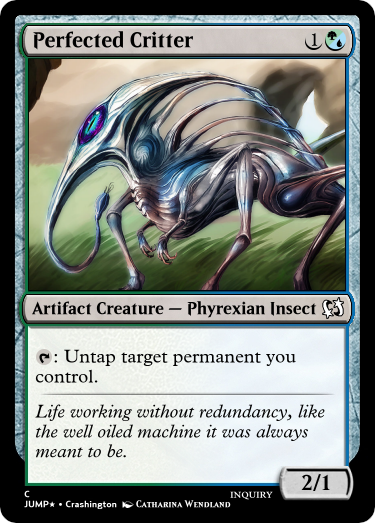 Perfected Critter 1
Artifact Creature — Phyrexian Insect
: Untap target permanent you
control.
Life working without redundancy, like
the well oiled machine it was always
meant to be.
2/1
C
INQUIRY
JUMP★ • Crashington Catharina Wendland